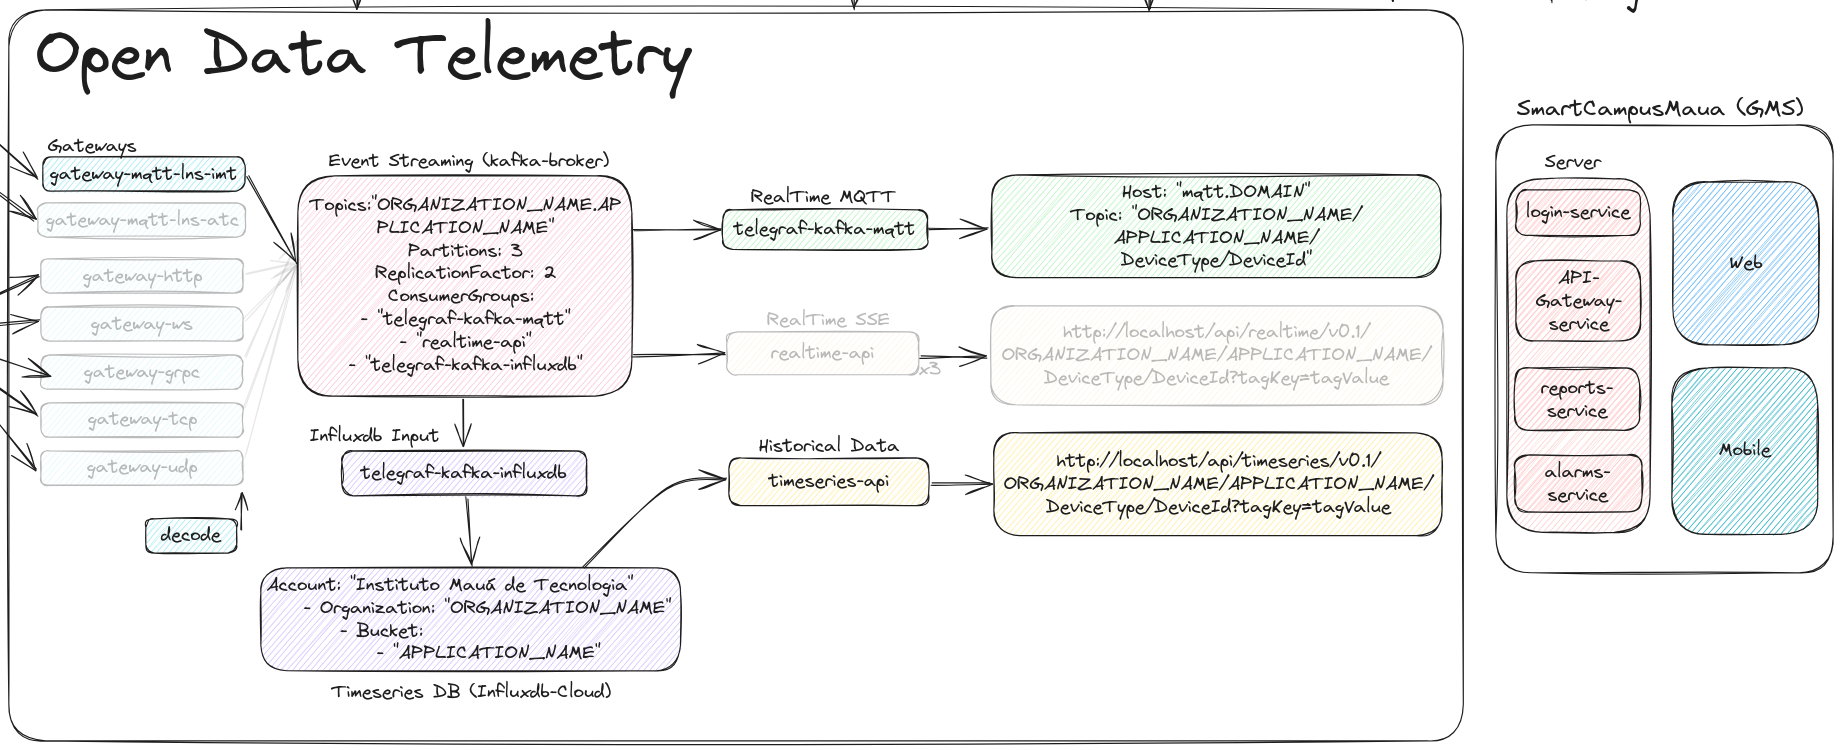 Open Data Telemetry
Gateways
gateway-mqtt-lns-imt
gateway-mqtt-lns-atc
gateway-http
gateway-ws
gateway-grpc
gateway-tcp
gateway-udp
decode
Event Streaming (kafka-broker)
Topics:"ORGANIZATION_NAME.AP
PLICATION_NAME"
Partitions: 3
ReplicationFactor: 2
ConsumerGroups:
- "telegraf-kafka-mqtt"
- "realtime-api"
- "telegraf-kafka-influxdb"
Influxdb Input
telegraf-kafka-influxdb
Account: "Instituto Mauá de Tecnologia"
- Organization: "ORGANIZATION_NAME"
- Bucket:
- "APPLICATION_NAME"
Timeseries DB (Influxdb-Cloud)
RealTime MQTT
telegraf-kafka-mqtt
Host: "mqtt.DOMAIN"
Topic: "ORGANIZATION_NAME/
APPLICATION_NAME/
DeviceType/DeviceId"
RealTime SSE
realtime-api
x3
http://localhost/api/realtime/v0.1/
ORGANIZATION_NAME/APPLICATION_NAME/
DeviceType/DeviceId?tagKey=tagValue
Historical Data
timeseries-api
http://localhost/api/timeseries/v0.1/
ORGANIZATION_NAME/APPLICATION_NAME/
DeviceType/DeviceId?tagKey=tagValue
SmartCampusMaua (GMS)
Server
login-service
API-
Gateway-
service
reports-
service
alarms-
service
Web
Mobile